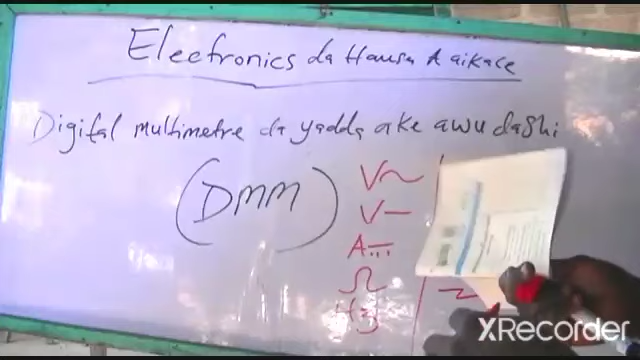 Electronics da Hausa A aikace
Digital multimetre da yadda ake awu dashi
(DMM)
V~
V—
A⎓
Ω
Hz
XRecorder